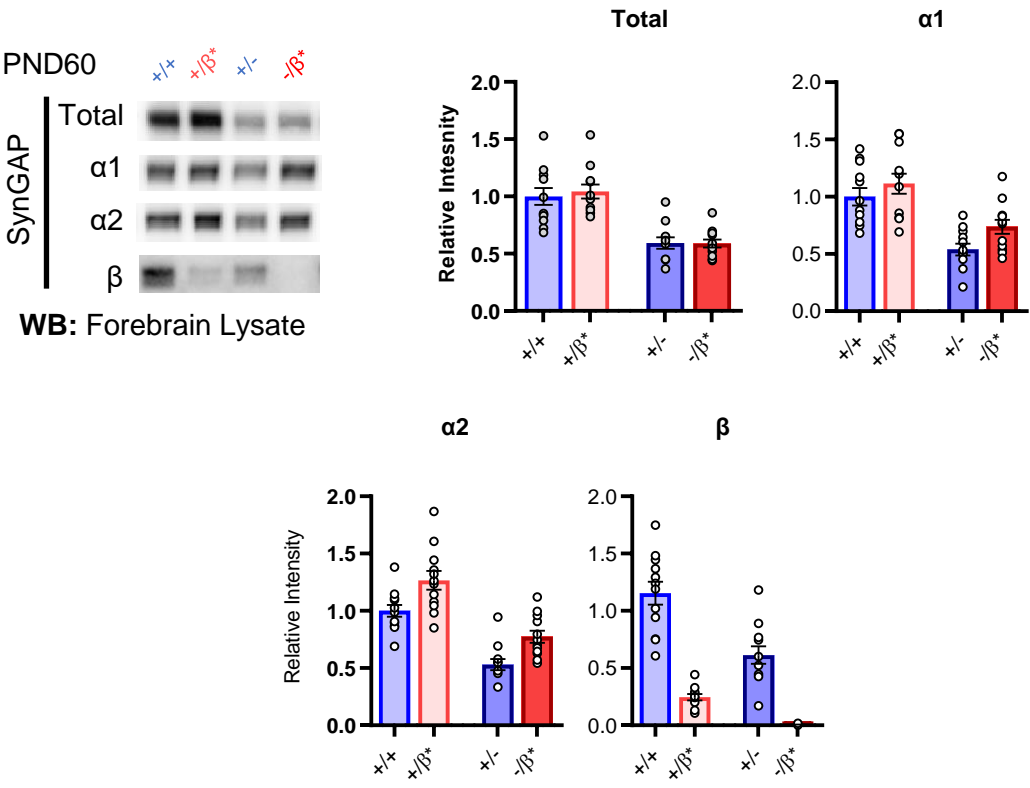 PND60
+/+ +/β* +/- -/β*
SynGAP
Total
α1
α2
β
WB: Forebrain Lysate
Total
Relative Intesnity
2.0
1.5
1.0
0.5
0.0
+/+ +/β* +/- -/β*
α1
2.0
1.5
1.0
0.5
0.0
+/+ +/β* +/- -/β*
α2
Relative Intensity
2.0
1.5
1.0
0.5
0.0
+/+ +/β* +/- -/β*
β
2.0
1.5
1.0
0.5
0.0
+/+ +/β* +/- -/β*